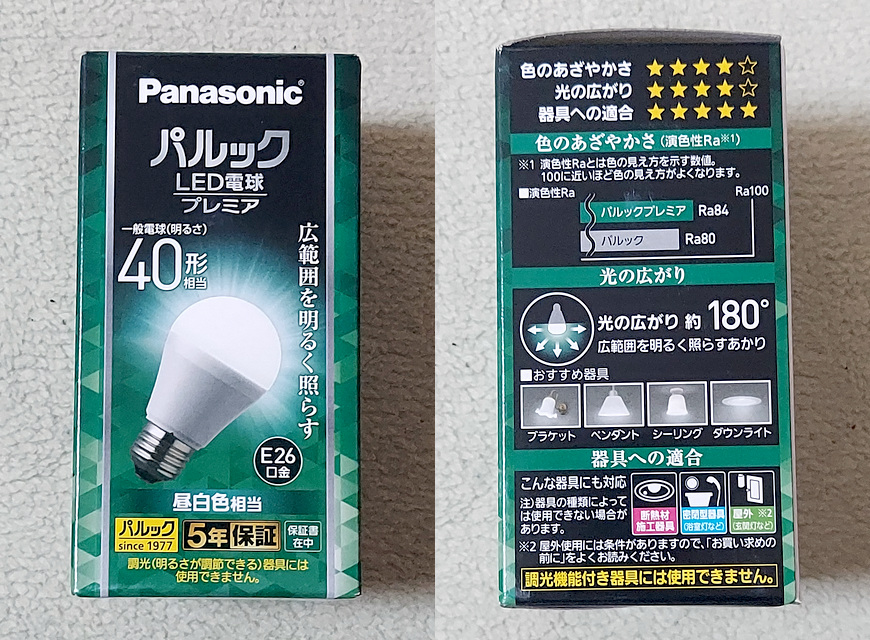 Panasonic®
パルック
LED電球
プレミア
一般電球(明るさ)
40形
相当
広範囲を明るく照らす
E26
口金
昼白色相当
パルック
since 1977
5年保証
保証書
在中
調光(明るさが調節できる)器具には
使用できません。
色のあざやかさ ★★★★☆
光の広がり ★★★★☆
器具への適合 ★★★★★
色のあざやかさ(演色性Ra※1)
※1 演色性Raとは色の見え方を示す数値。
100に近いほど色の見え方がよくなります。
■演色性Ra
Ra100
パルックプレミア Ra84
パルック Ra80
光の広がり
光の広がり 約180°
広範囲を明るく照らすあかり
■おすすめ器具
ブラケット ペンダント シーリング ダウンライト
器具への適合
こんな器具にも対応
注)器具の種類によって
は使用できない場合が
あります。
断熱材
施工器具
密閉型器具
(浴室灯など)
屋外 ※2
(玄関灯など)
※2 屋外使用には条件がありますので、「お買い求めの
前に」をよくお読みください。
調光機能付き器具には使用できません。